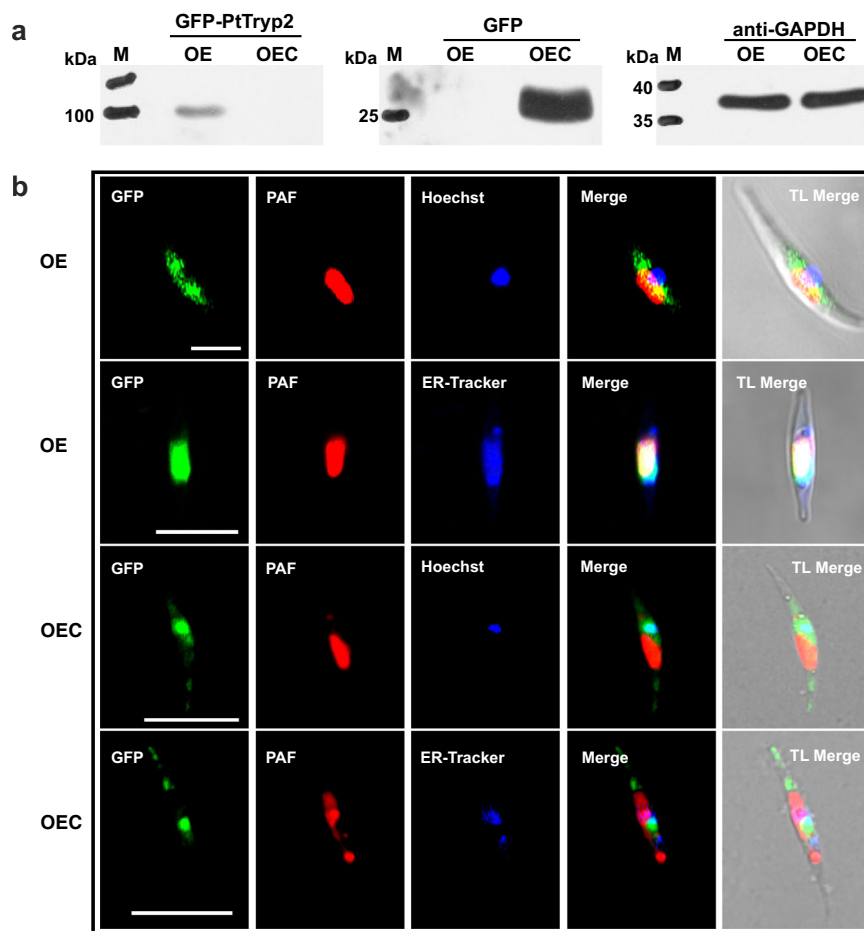 a
GFP-PtTryp2
GFP
anti-GAPDH
kDa M OE OEC
kDa M OE OEC
kDa M OE OEC
100
25
40
35
b
GFP PAF Hoechst Merge TL Merge
OE
GFP PAF ER-Tracker Merge TL Merge
OE
GFP PAF Hoechst Merge TL Merge
OEC
GFP PAF ER-Tracker Merge TL Merge
OEC